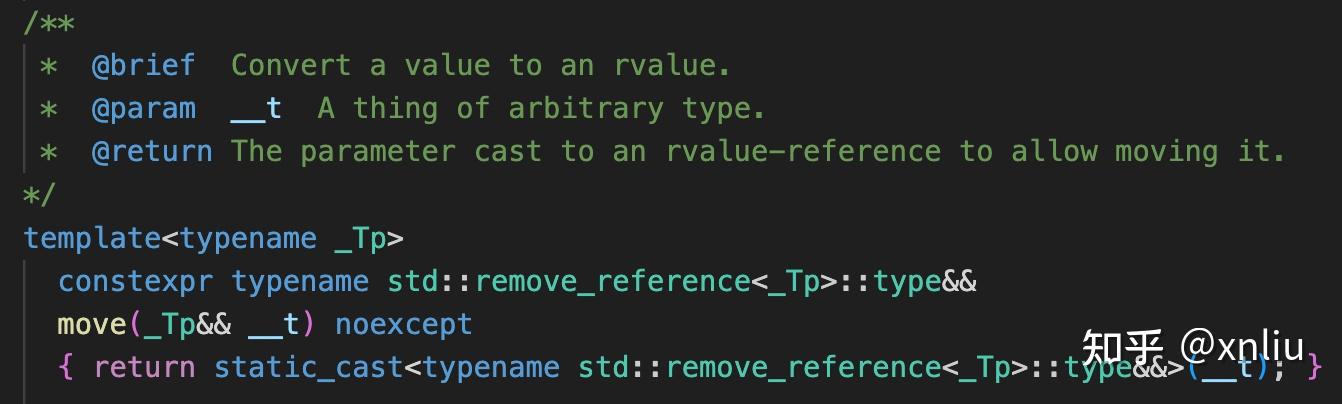 /**
 *  @brief  Convert a value to an rvalue.
 *  @param  __t  A thing of arbitrary type.
 *  @return The parameter cast to an rvalue-reference to allow moving it.
*/
template<typename _Tp>
  constexpr typename std::remove_reference<_Tp>::type&&
  move(_Tp&& __t) noexcept
  { return static_cast<typename std::remove_reference<_Tp>::type&&>(__t); }
知乎 @xnliu